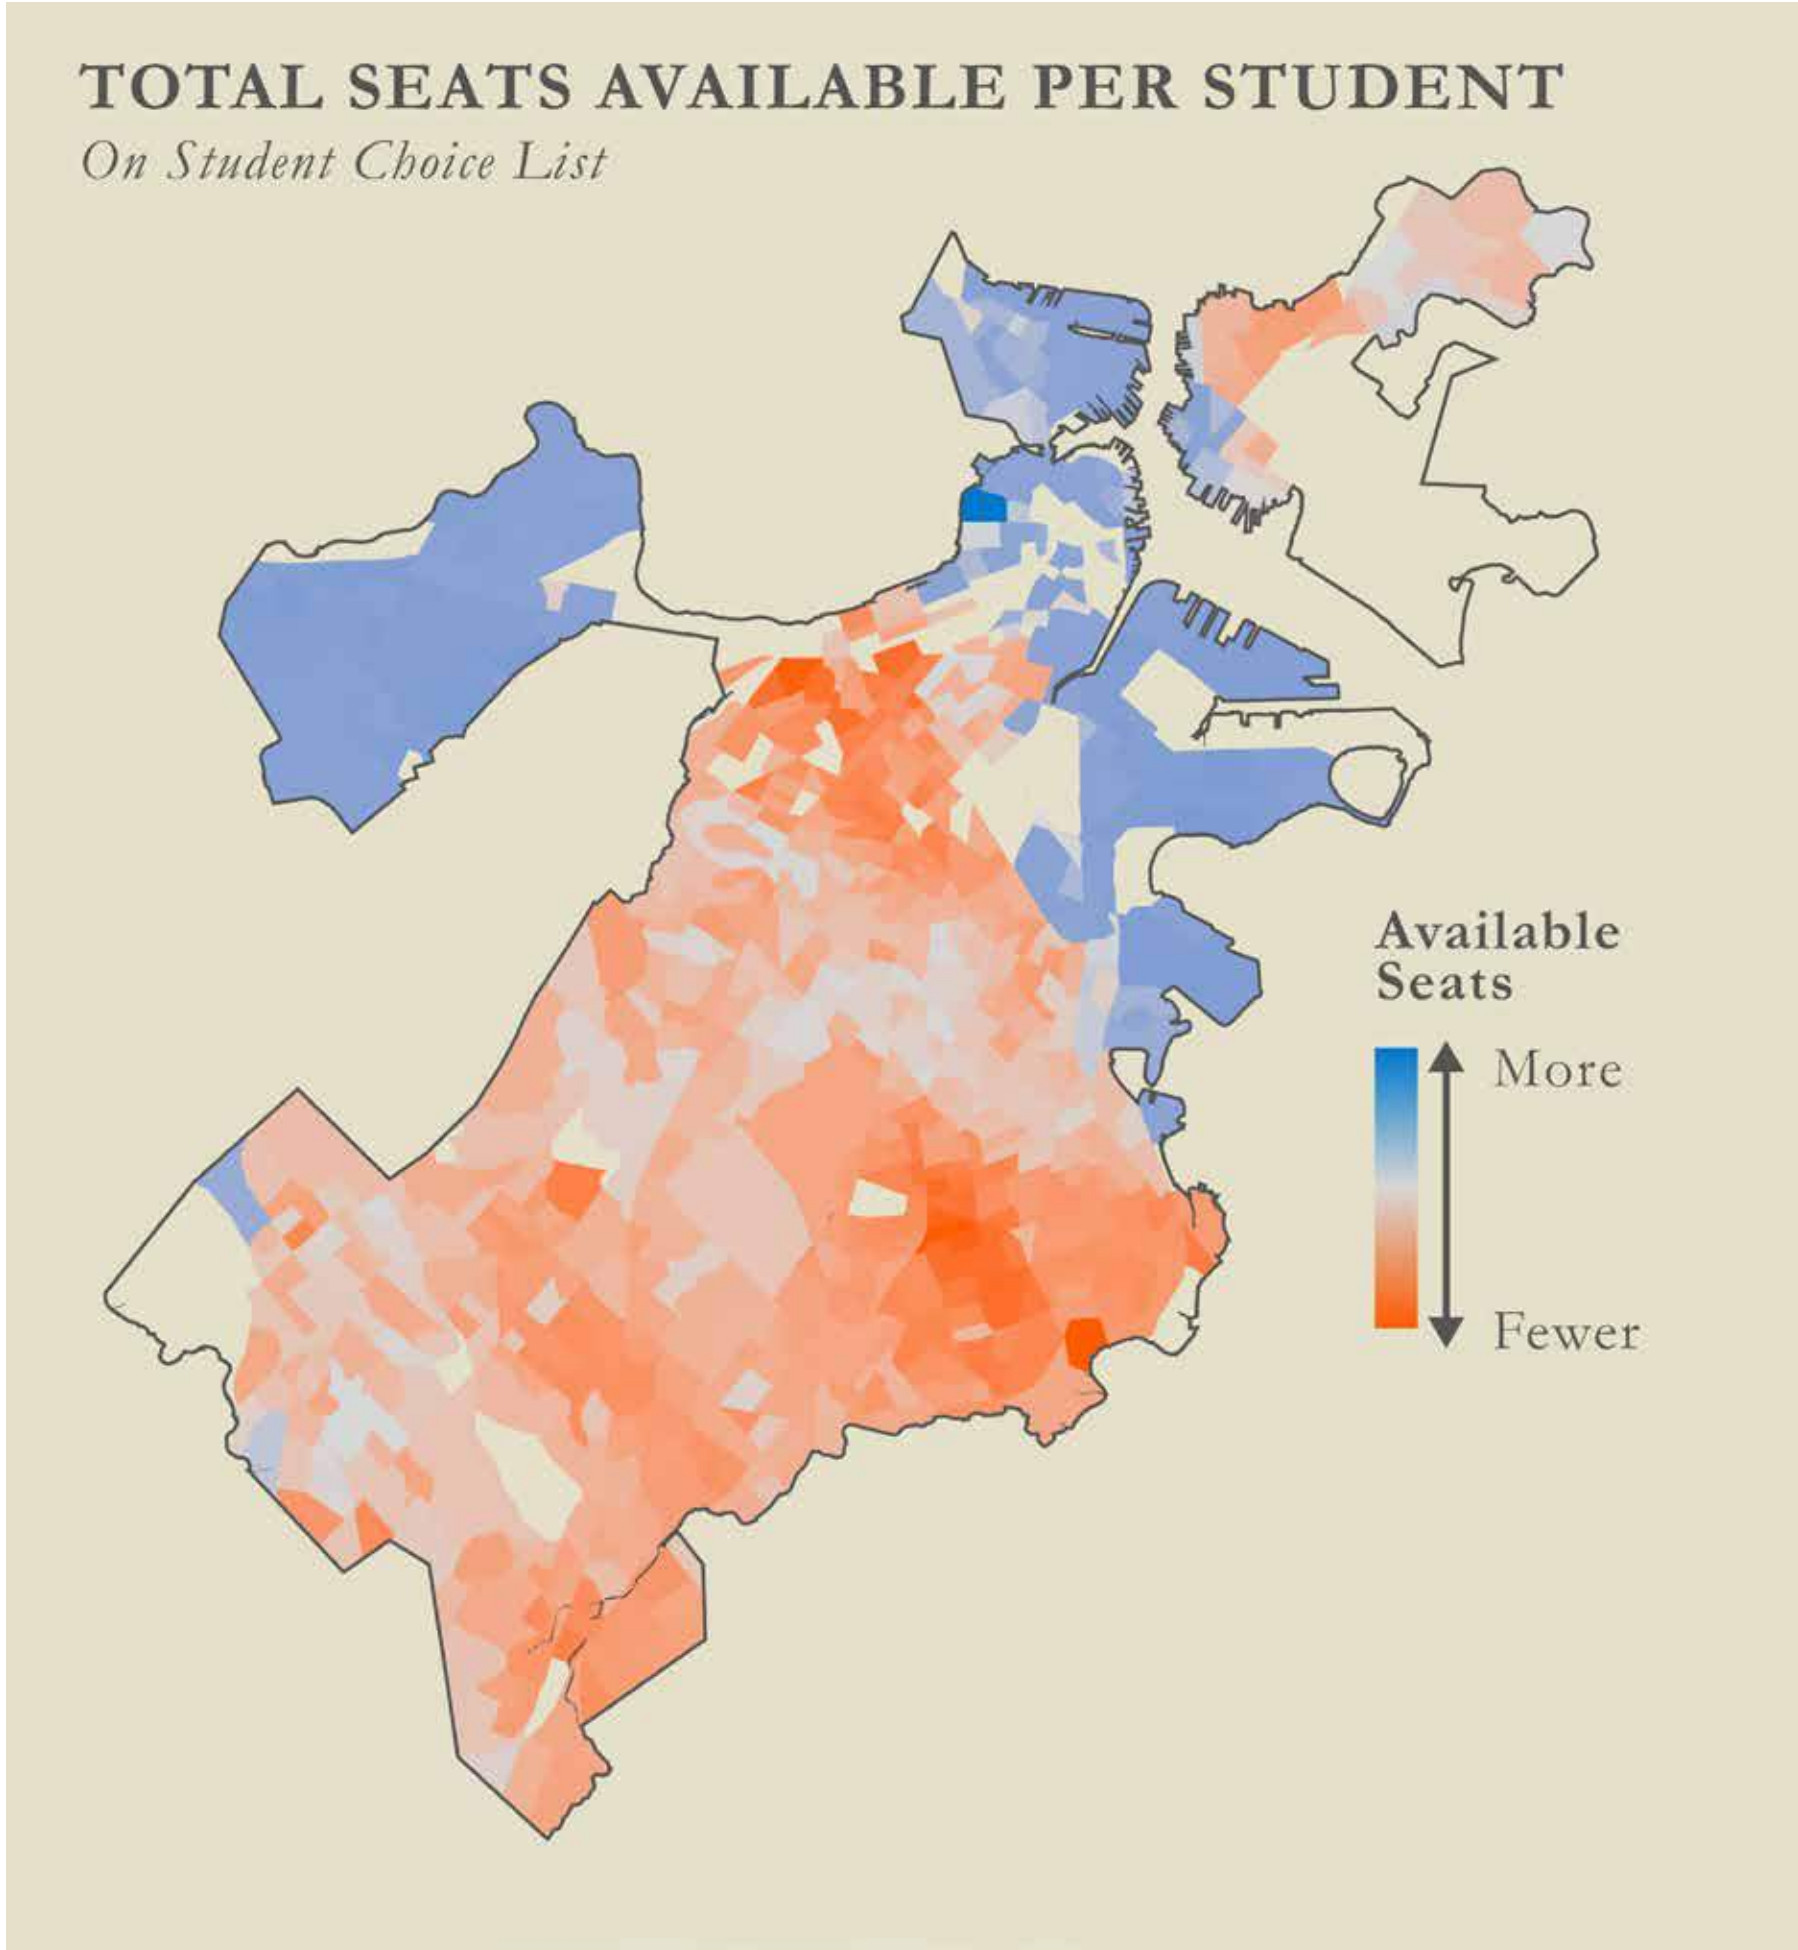 TOTAL SEATS AVAILABLE PER STUDENT
On Student Choice List
Available
Seats
More
Fewer